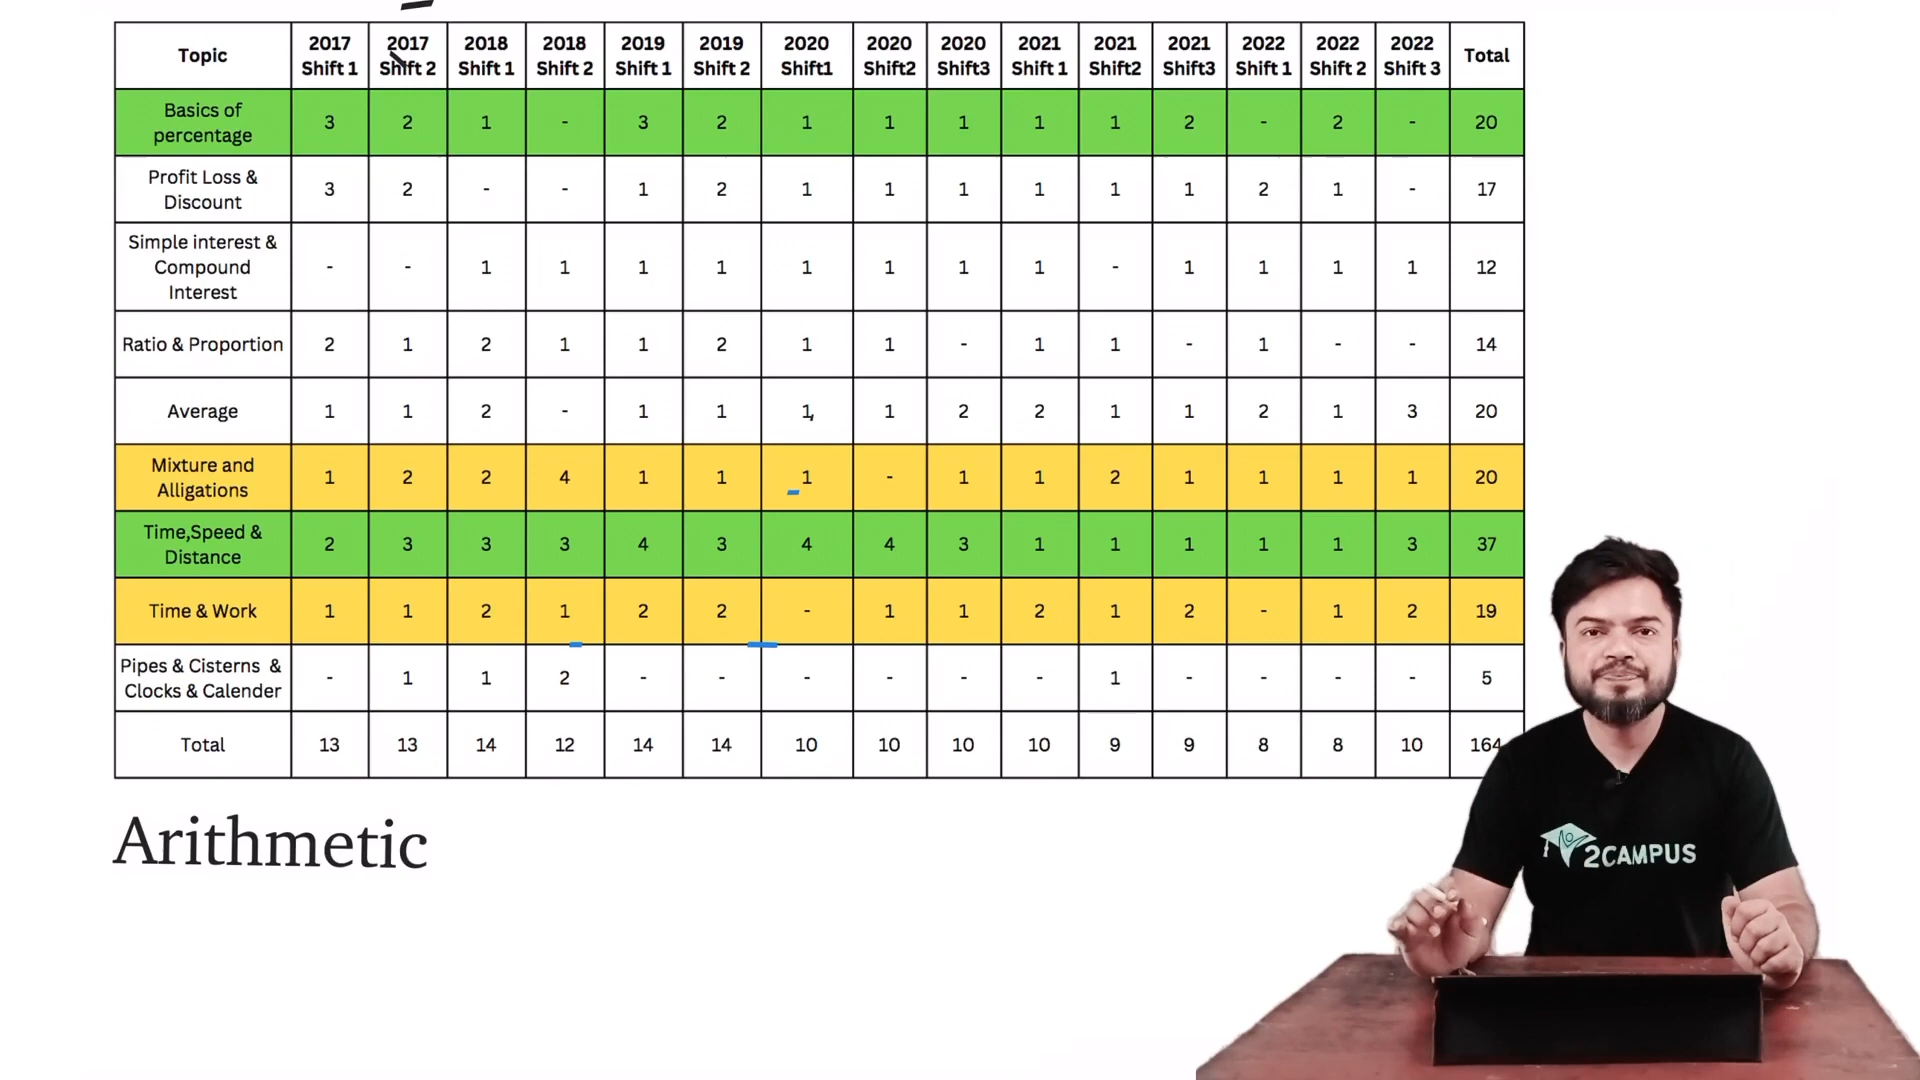 Topic 2017 Shift 1 2017 Shift 2 2018 Shift 1 2018 Shift 2 2019 Shift 1 2019 Shift 2 2020 Shift1 2020 Shift2 2020 Shift3 2021 Shift 1 2021 Shift2 2021 Shift3 2022 Shift 1 2022 Shift 2 2022 Shift 3 Total
Basics of percentage 3 2 1 - 3 2 1 1 1 1 1 2 - 2 - 20
Profit Loss & Discount 3 2 - - 1 2 1 1 1 1 1 1 2 1 - 17
Simple interest & Compound Interest - - 1 1 1 1 1 1 1 1 - 1 1 1 1 12
Ratio & Proportion 2 1 2 1 1 2 1 1 - 1 1 - 1 - - 14
Average 1 1 2 - 1 1 1 1 2 2 1 1 2 1 3 20
Mixture and Alligations 1 2 2 4 1 1 1 - 1 1 2 1 1 1 1 20
Time,Speed & Distance 2 3 3 3 4 3 4 4 3 1 1 1 1 1 3 37
Time & Work 1 1 2 1 2 2 - 1 1 2 1 2 - 1 2 19
Pipes & Cisterns & Clocks & Calender - 1 1 2 - - - - - - 1 - - - - 5
Total 13 13 14 12 14 14 10 10 10 10 9 9 8 8 10 164
Arithmetic
2CAMPUS